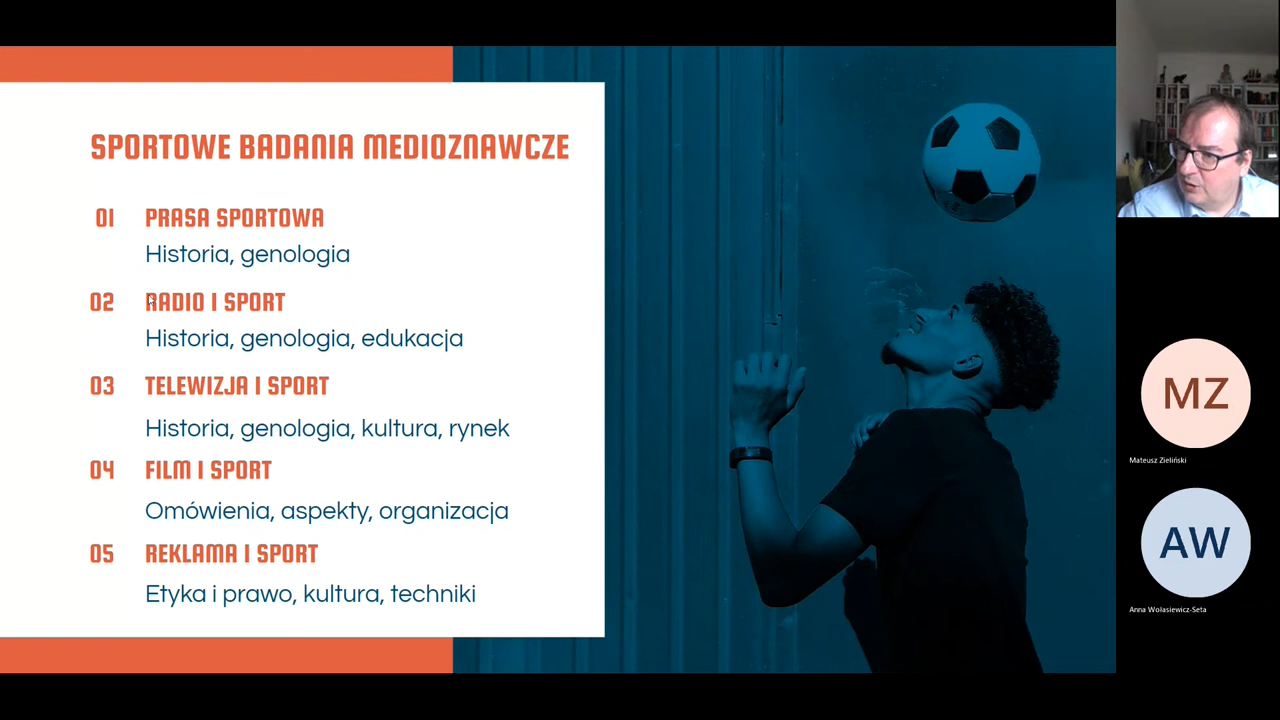 SPORTOWE BADANIA MEDIOZNAWCZE
01 PRASA SPORTOWA
Historia, genologia
02 RADIO I SPORT
Historia, genologia, edukacja
03 TELEWIZJA I SPORT
Historia, genologia, kultura, rynek
04 FILM I SPORT
Omówienia, aspekty, organizacja
05 REKLAMA I SPORT
Etyka i prawo, kultura, techniki
MZ
Mateusz Zieliński
AW
Anna Wołasiewicz-Seta